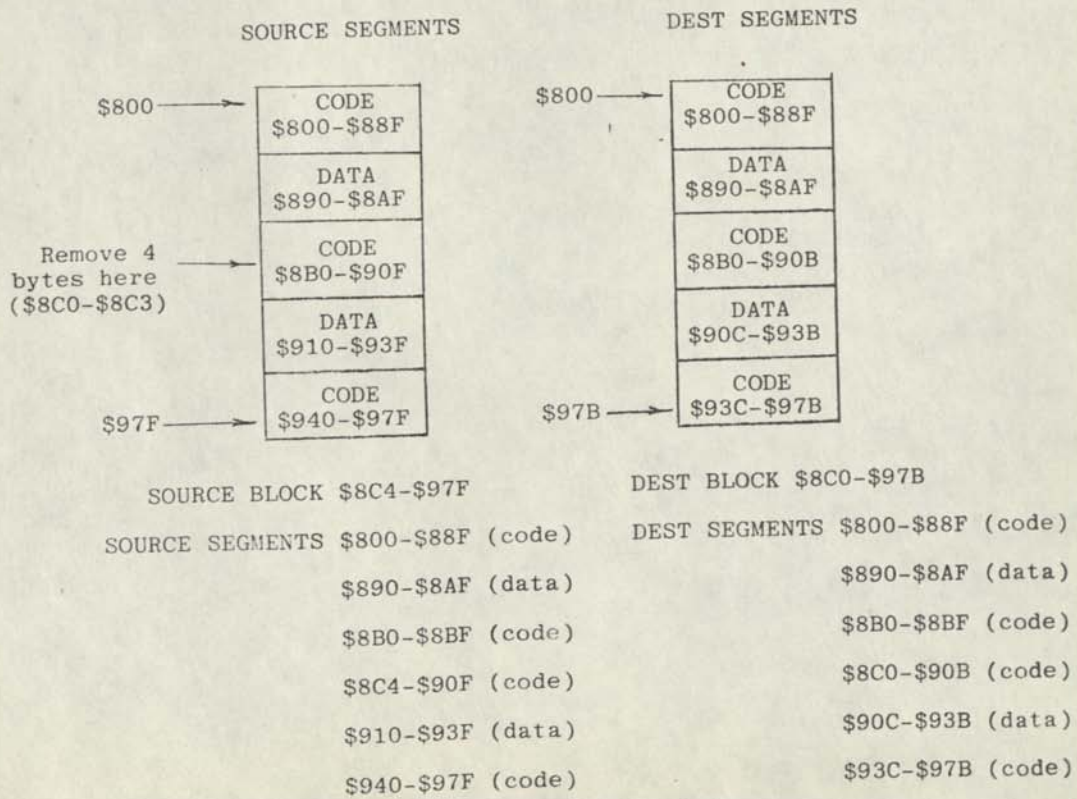 SOURCE SEGMENTS
$800
CODE
$800-$88F
DATA
$890-$8AF
Remove 4
bytes here
($8C0-$8C3)
CODE
$8B0-$90F
DATA
$910-$93F
$97F
CODE
$940-$97F
DEST SEGMENTS
$800
CODE
$800-$88F
DATA
$890-$8AF
CODE
$8B0-$90B
DATA
$90C-$93B
$97B
CODE
$93C-$97B
SOURCE BLOCK $8C4-$97F
SOURCE SEGMENTS $800-$88F (code)
$890-$8AF (data)
$8B0-$8BF (code)
$8C4-$90F (code)
$910-$93F (data)
$940-$97F (code)
DEST BLOCK $8C0-$97B
DEST SEGMENTS $800-$88F (code)
$890-$8AF (data)
$8B0-$8BF (code)
$8C0-$90B (code)
$90C-$93B (data)
$93C-$97B (code)